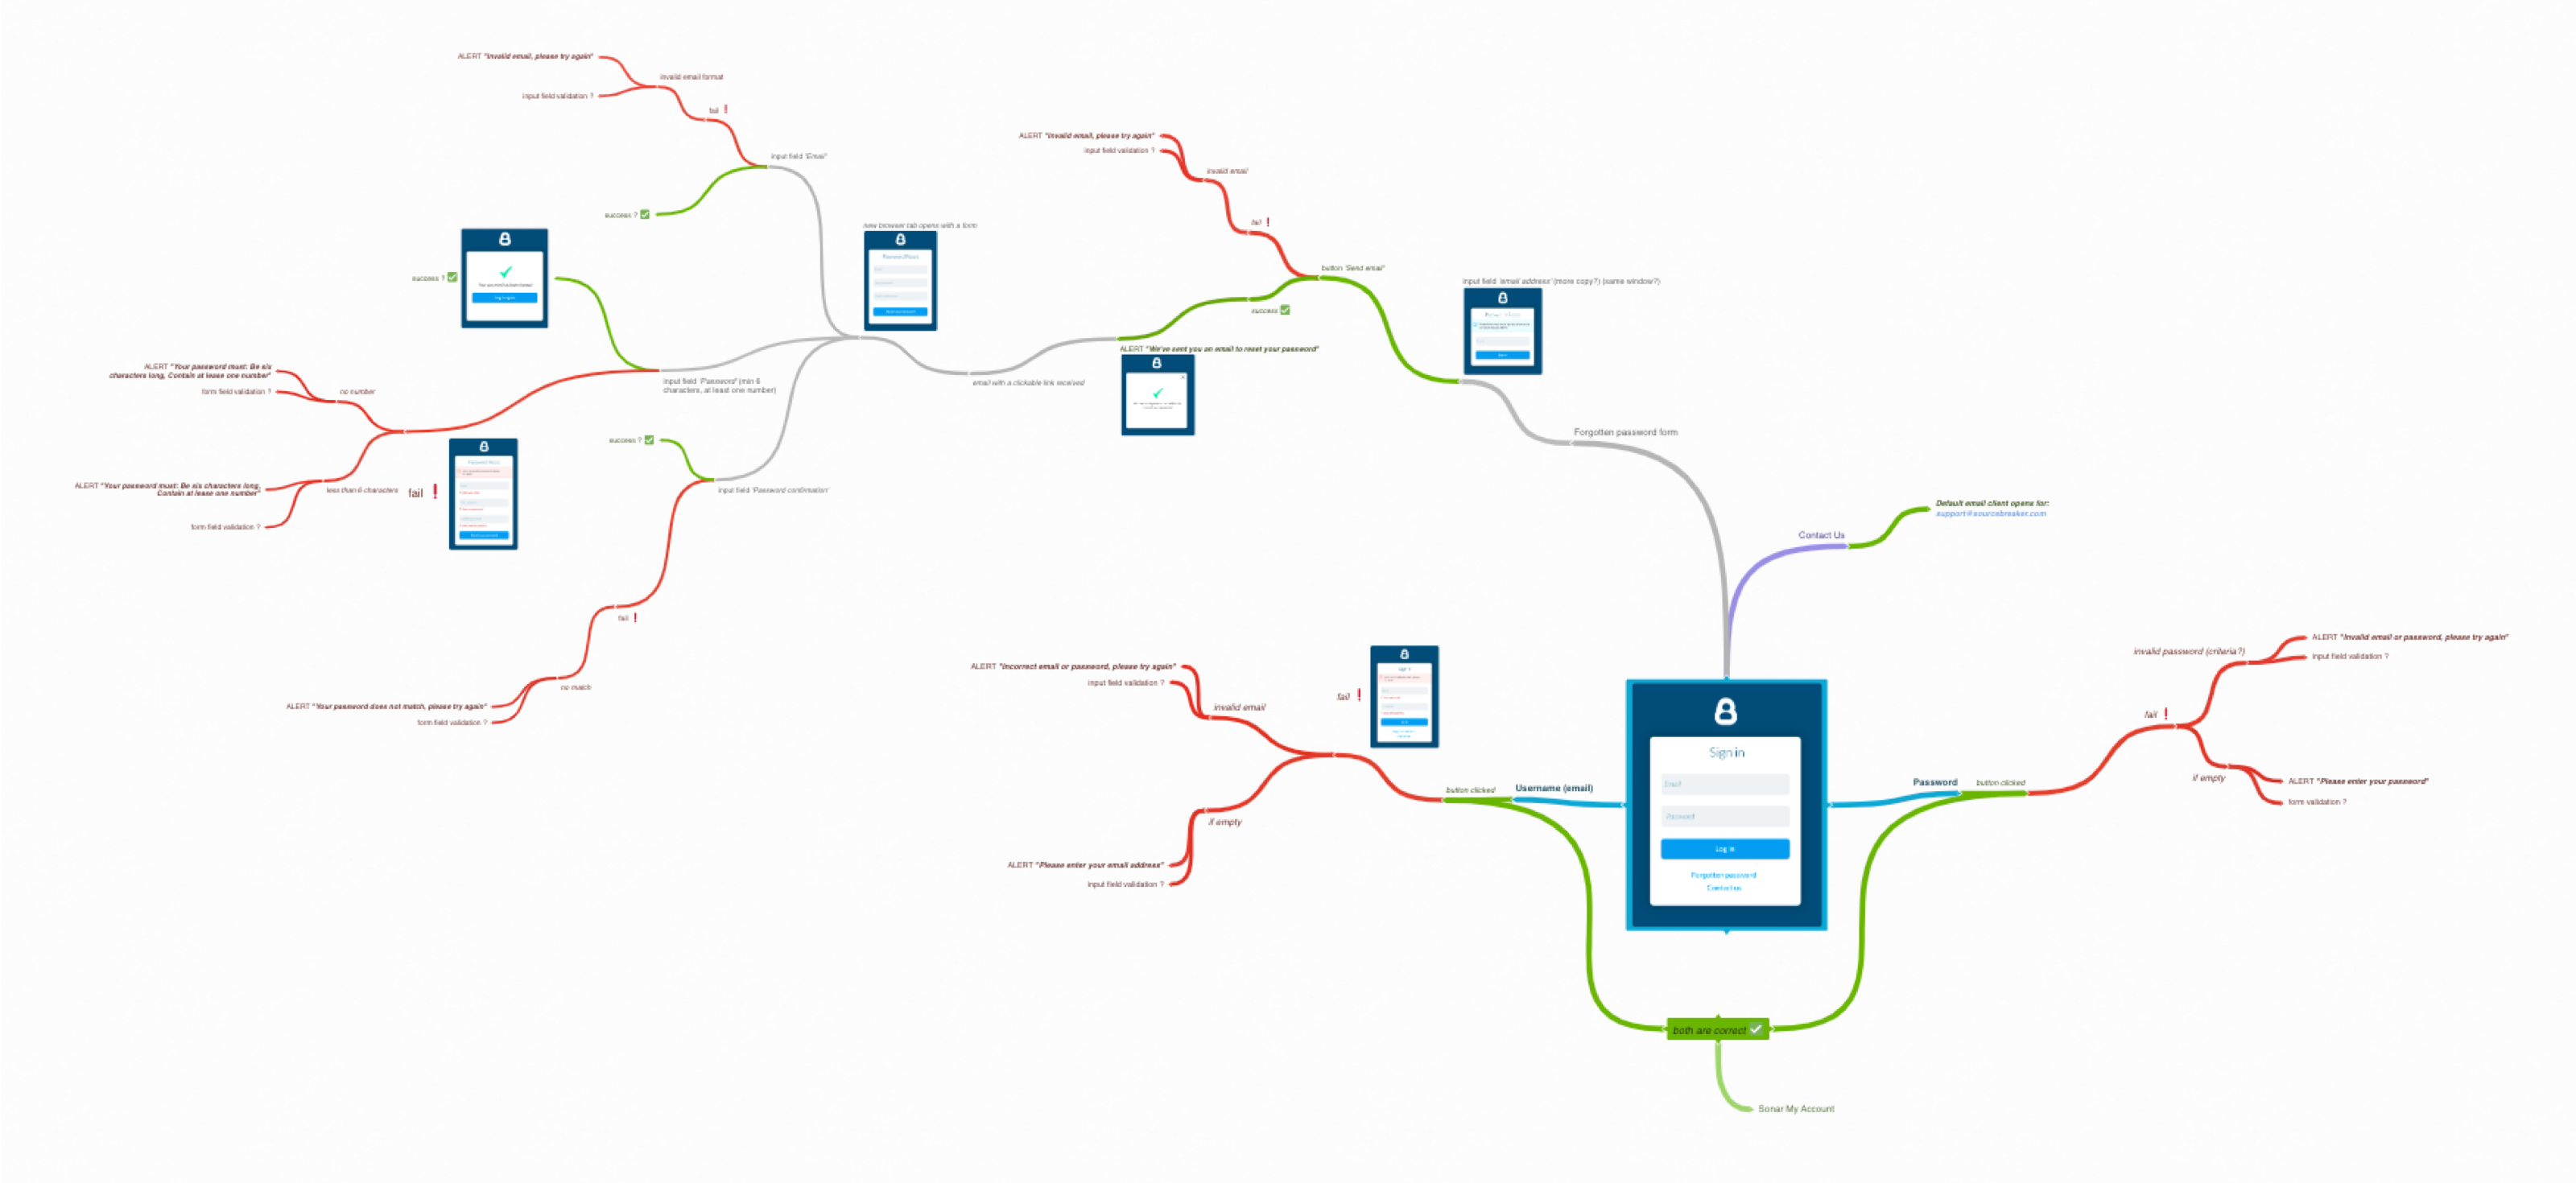 ALERT "Invalid email, please try again"
invalid email format
input field validation ?
fail
input field 'Email'
success ?
success ?
ALERT "Your password must: Be six
characters long, Contain at lease one number"
form field validation ?
no number
ALERT "Your password must: Be six characters long,
Contain at lease one number"
less than 6 characters
fail
form field validation ?
input field 'Password' (min 6
characters, at least one number)
success ?
input field 'Password confirmation'
fail
no match
ALERT "Your password does not match, please try again"
form field validation ?
new browser tab opens with a form
email with a clickable link received
ALERT "Invalid email, please try again"
input field validation ?
invalid email
fail
button 'Send email'
success
ALERT "We've sent you an email to reset your password"
input field 'email address' (more copy?) (same window?)
Forgotten password form
Contact Us
Default email client opens for:
support@sourcebreaker.com
ALERT "Incorrect email or password, please try again"
input field validation ?
invalid email
fail
if empty
ALERT "Please enter your email address"
input field validation ?
button clicked
Username (email)
Sign in
Email
Password
Log in
Forgotten password
Contact us
Password
button clicked
fail
invalid password (criteria?)
ALERT "Invalid email or password, please try again"
input field validation ?
if empty
ALERT "Please enter your password"
form validation ?
both are correct
Sonar My Account